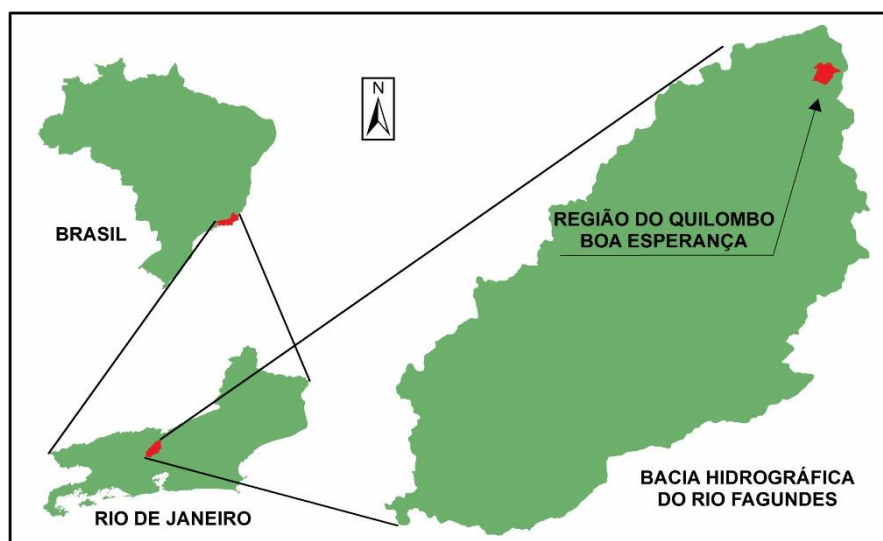 N
BRASIL
REGIÃO DO QUILOMBO
BOA ESPERANÇA
RIO DE JANEIRO
BACIA HIDROGRÁFICA
DO RIO FAGUNDES